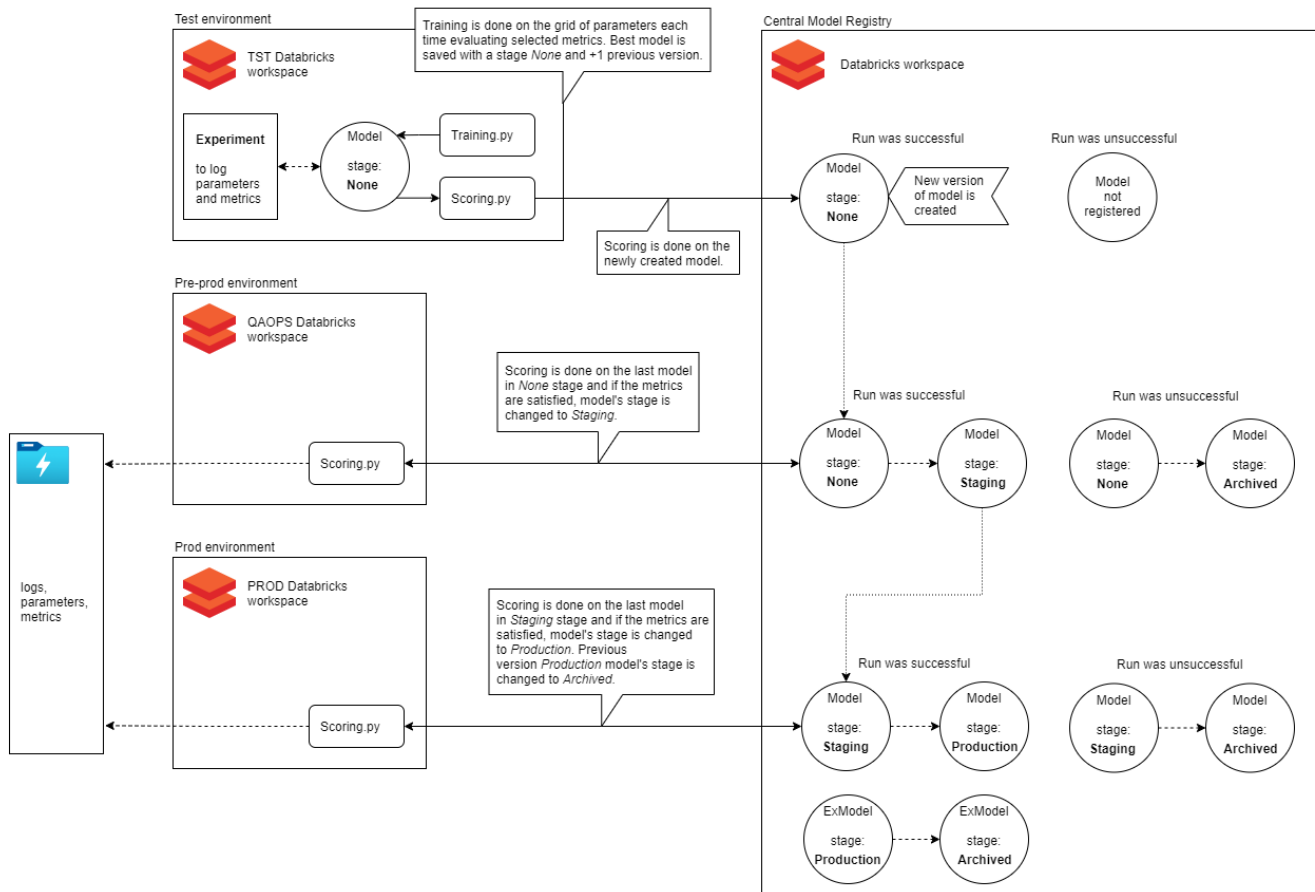 Test environment
TST Databricks
workspace
Training is done on the grid of parameters each
time evaluating selected metrics. Best model is
saved with a stage None and +1 previous version.
Experiment
to log
parameters
and metrics
Model
stage:
None
Training.py
Scoring.py
Scoring is done on the
newly created model.
Central Model Registry
Databricks workspace
Run was successful
Run was unsuccessful
Model
stage:
None
New version
of model is
created
Model
not
registered
Pre-prod environment
QAOPS Databricks
workspace
Scoring.py
Scoring is done on the last model
in None stage and if the metrics
are satisfied, model's stage is
changed to Staging.
Run was successful
Run was unsuccessful
Model
stage:
None
Model
stage:
Staging
Model
stage:
None
Model
stage:
Archived
logs,
parameters,
metrics
Prod environment
PROD Databricks
workspace
Scoring.py
Scoring is done on the last model
in Staging stage and if the metrics are
satisfied, model's stage is changed
to Production. Previous
version Production model's stage is
changed to Archived.
Run was successful
Run was unsuccessful
Model
stage:
Staging
Model
stage:
Production
Model
stage:
Staging
Model
stage:
Archived
ExModel
stage:
Production
ExModel
stage:
Archived